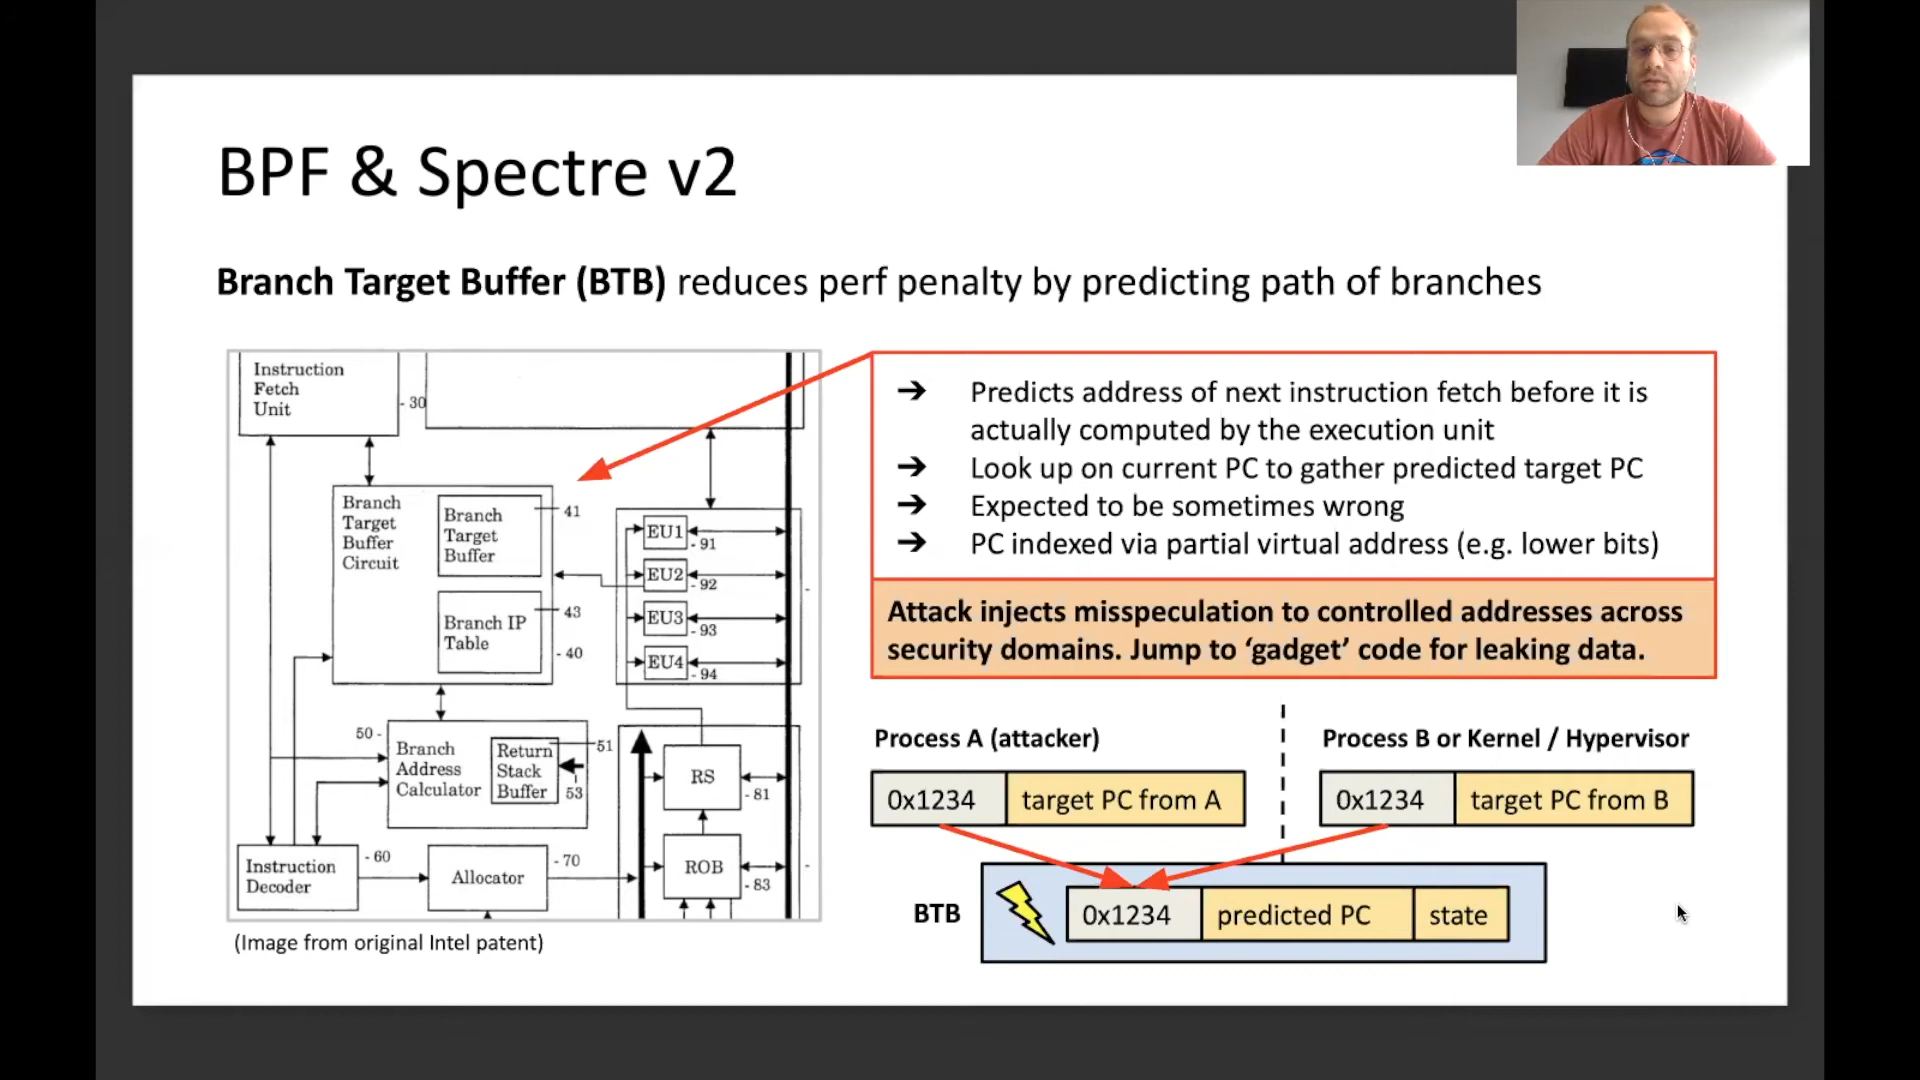 BPF & Spectre v2
Branch Target Buffer (BTB) reduces perf penalty by predicting path of branches
Instruction
Fetch
Unit
- 30
Branch
Target
Buffer
Circuit
Branch
Target
Buffer
41
Branch IP
Table
43
- 40
EU1
- 91
EU2
- 92
EU3
- 93
EU4
- 94
50 -
Branch
Address
Calculator
Return
Stack
Buffer
51
53
RS
- 81
ROB
- 83
Instruction
Decoder
- 60
Allocator
- 70
(Image from original Intel patent)
➔ Predicts address of next instruction fetch before it is
actually computed by the execution unit
➔ Look up on current PC to gather predicted target PC
➔ Expected to be sometimes wrong
➔ PC indexed via partial virtual address (e.g. lower bits)
Attack injects misspeculation to controlled addresses across
security domains. Jump to ‘gadget’ code for leaking data.
Process A (attacker)
0x1234 target PC from A
Process B or Kernel / Hypervisor
0x1234 target PC from B
BTB
0x1234 predicted PC state